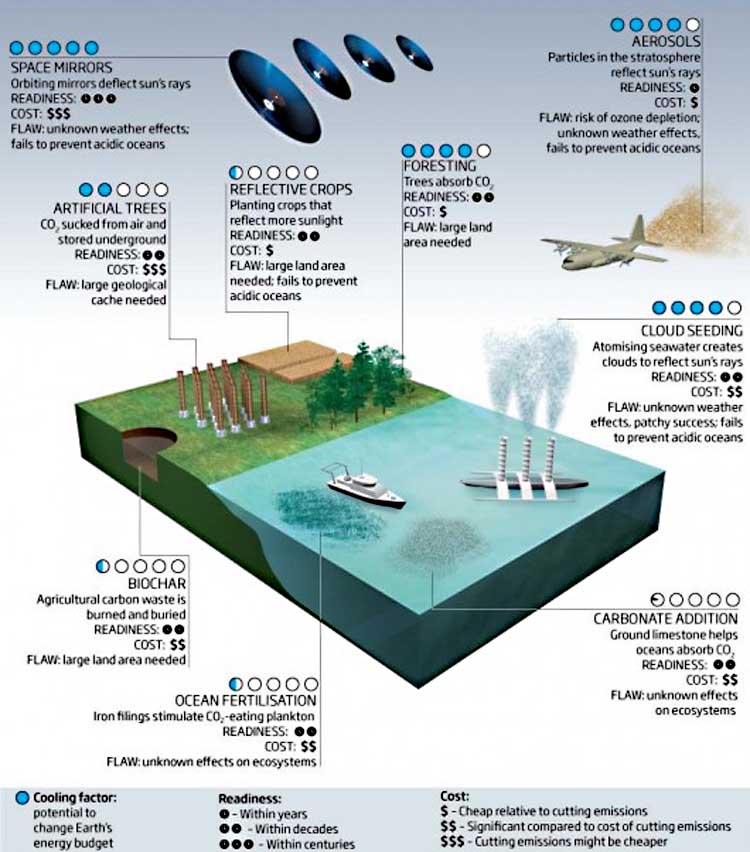 SPACE MIRRORS
Orbiting mirrors deflect sun's rays
READINESS:
COST: $$$
FLAW: unknown weather effects;
fails to prevent acidic oceans
AEROSOLS
Particles in the stratosphere
reflect sun's rays
READINESS:
COST: $
FLAW: risk of ozone depletion;
unknown weather effects,
fails to prevent acidic oceans
ARTIFICIAL TREES
CO₂ sucked from air and
stored underground
READINESS:
COST: $$$
FLAW: large geological
cache needed
REFLECTIVE CROPS
Planting crops that
reflect more sunlight
READINESS:
COST: $
FLAW: large land area
needed; fails to prevent
acidic oceans
FORESTING
Trees absorb CO₂
READINESS:
COST: $
FLAW: large land
area needed
CLOUD SEEDING
Atomising seawater creates
clouds to reflect sun's rays
READINESS:
COST: $$
FLAW: unknown weather
effects, patchy success; fails
to prevent acidic oceans
BIOCHAR
Agricultural carbon waste is
burned and buried
READINESS:
COST: $$
FLAW: large land area needed
OCEAN FERTILISATION
Iron filings stimulate CO₂-eating plankton
READINESS:
COST: $$
FLAW: unknown effects on ecosystems
CARBONATE ADDITION
Ground limestone helps
oceans absorb CO₂
READINESS:
COST: $$
FLAW: unknown effects
on ecosystems
Cooling factor:
potential to
change Earth's
energy budget
Readiness:
- Within years
- Within decades
- Within centuries
Cost:
$ - Cheap relative to cutting emissions
$$ - Significant compared to cost of cutting emissions
$$$ - Cutting emissions might be cheaper